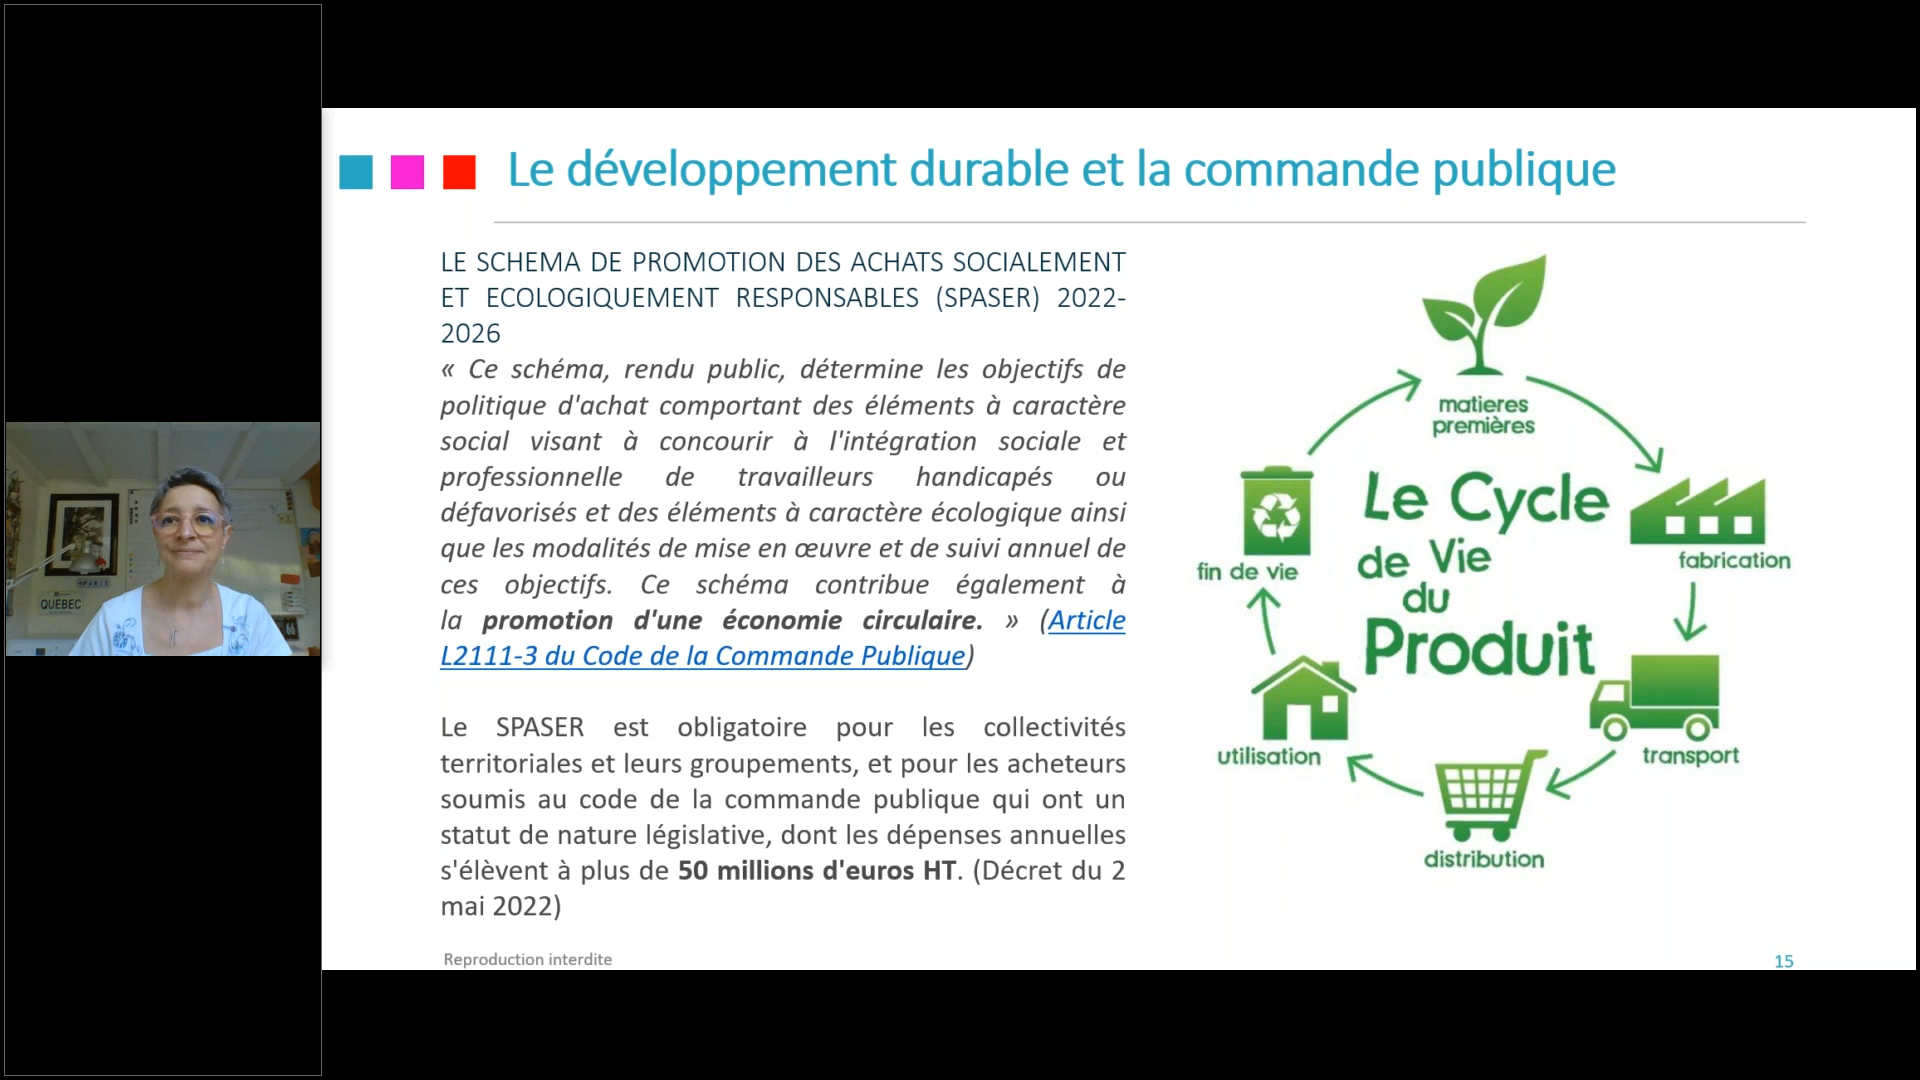 Le développement durable et la commande publique
LE SCHEMA DE PROMOTION DES ACHATS SOCIALEMENT
ET ECOLOGIQUEMENT RESPONSABLES (SPASER) 2022-
2026
« Ce schéma, rendu public, détermine les objectifs de
politique d'achat comportant des éléments à caractère
social visant à concourir à l'intégration sociale et
professionnelle de travailleurs handicapés ou
défavorisés et des éléments à caractère écologique ainsi
que les modalités de mise en œuvre et de suivi annuel de
ces objectifs. Ce schéma contribue également à
la promotion d'une économie circulaire. » (Article
L2111-3 du Code de la Commande Publique)
Le SPASER est obligatoire pour les collectivités
territoriales et leurs groupements, et pour les acheteurs
soumis au code de la commande publique qui ont un
statut de nature législative, dont les dépenses annuelles
s'élèvent à plus de 50 millions d'euros HT. (Décret du 2
mai 2022)
matieres
premières
Le Cycle
de Vie
du
Produit
fabrication
transport
distribution
utilisation
fin de vie
Reproduction interdite
15
PARIS
QUÉBEC